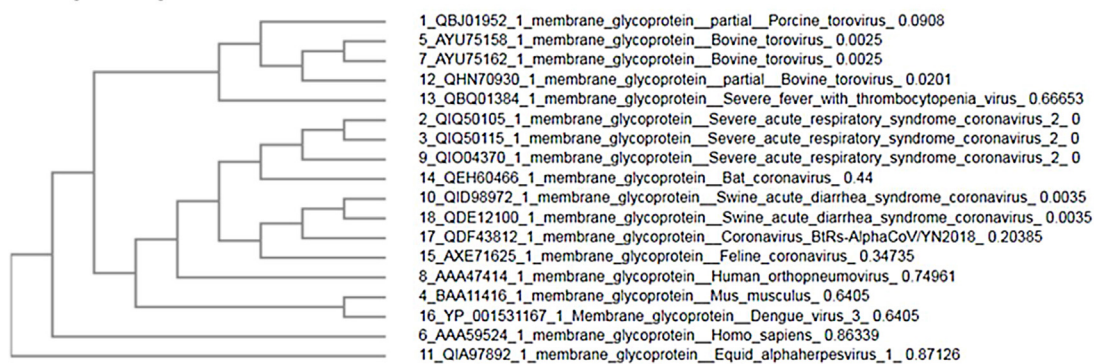 1_QBJ01952_1_membrane_glycoprotein__partial__Porcine_torovirus_ 0.0908
5_AYU75158_1_membrane_glycoprotein__Bovine_torovirus_ 0.0025
7_AYU75162_1_membrane_glycoprotein__Bovine_torovirus_ 0.0025
12_QHN70930_1_membrane_glycoprotein__partial__Bovine_torovirus_ 0.0201
13_QBQ01384_1_membrane_glycoprotein__Severe_fever_with_thrombocytopenia_virus_ 0.66653
2_QIQ50105_1_membrane_glycoprotein__Severe_acute_respiratory_syndrome_coronavirus_2_ 0
3_QIQ50115_1_membrane_glycoprotein__Severe_acute_respiratory_syndrome_coronavirus_2_ 0
9_QIO04370_1_membrane_glycoprotein__Severe_acute_respiratory_syndrome_coronavirus_2_ 0
14_QEH60466_1_membrane_glycoprotein__Bat_coronavirus_ 0.44
10_QID98972_1_membrane_glycoprotein__Swine_acute_diarrhea_syndrome_coronavirus_ 0.0035
18_QDE12100_1_membrane_glycoprotein__Swine_acute_diarrhea_syndrome_coronavirus_ 0.0035
17_QDF43812_1_membrane_glycoprotein__Coronavirus_BtRs-AlphaCoV/YN2018_ 0.20385
15_AXE71625_1_membrane_glycoprotein__Feline_coronavirus_ 0.34735
8_AAA47414_1_membrane_glycoprotein__Human_orthopneumovirus_ 0.74961
4_BAA11416_1_membrane_glycoprotein__Mus_musculus_ 0.6405
16_YP_001531167_1_Membrane_glycoprotein__Dengue_virus_3_ 0.6405
6_AAA59524_1_membrane_glycoprotein__Homo_sapiens_ 0.86339
11_QIA97892_1_membrane_glycoprotein__Equid_alphaherpesvirus_1_ 0.87126